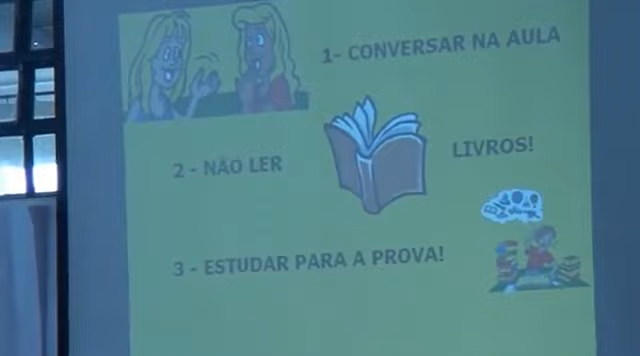 1- CONVERSAR NA AULA
2 - NÃO LER LIVROS!
3 - ESTUDAR PARA A PROVA!